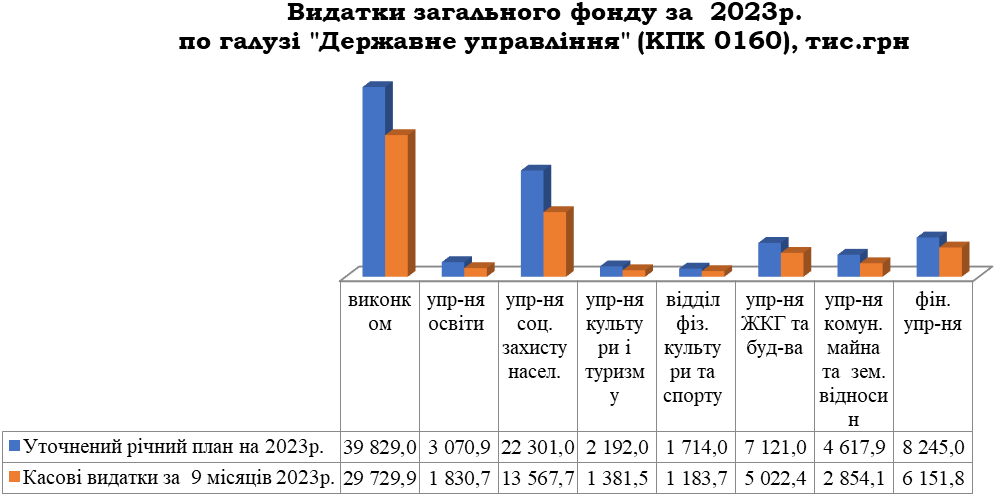 Видатки загального фонду за  2023р.
по галузі "Державне управління" (КПК 0160), тис.грн
виконк
ом
упр-ня
освіти
упр-ня
соц.
захисту
насел.
упр-ня
культу
ри і
туризм
у
відділ
фіз.
культу
ри та
спорту
упр-ня
ЖКГ та
буд-ва
упр-ня
комун.
майна
та  зем.
відноси
н
фін.
упр-ня
Уточнений річний план на 2023р. 39 829,0 3 070,9 22 301,0 2 192,0 1 714,0 7 121,0 4 617,9 8 245,0
Касові видатки за  9 місяців 2023р. 29 729,9 1 830,7 13 567,7 1 381,5 1 183,7 5 022,4 2 854,1 6 151,8